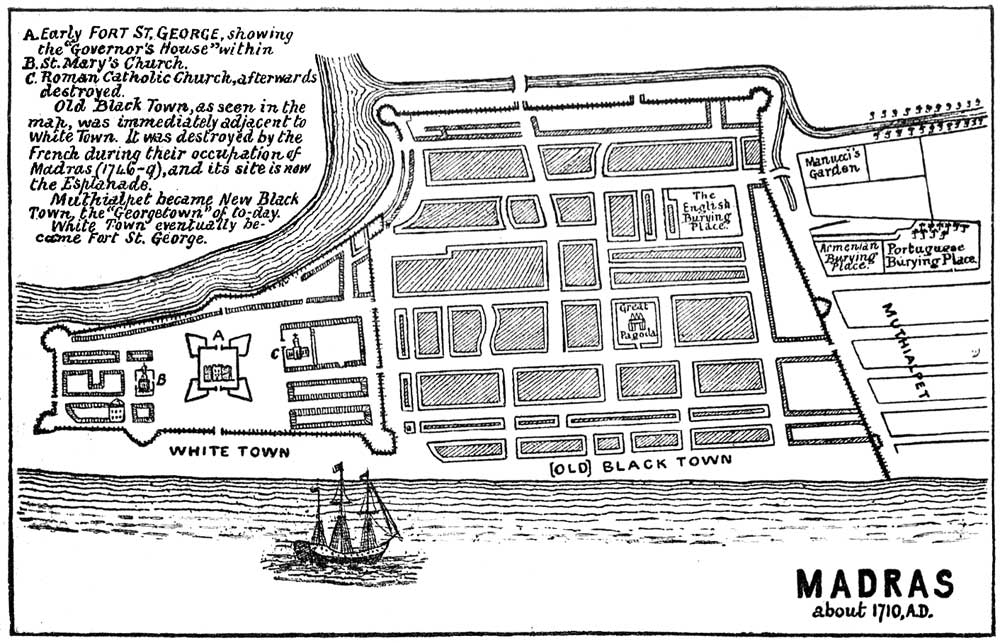 A. Early FORT ST. GEORGE, showing
the "Governor's House" within
B. St. Mary's Church.
C. Roman Catholic Church, afterwards
destroyed.
Old Black Town, as seen in the
map, was immediately adjacent to
White Town. It was destroyed by the
French during their occupation of
Madras (1746-9), and its site is now
the Esplanade.
Muthialpet became New Black
Town, the "Georgetown" of to-day.
White Town eventually be-
came Fort St. George.
Manucci's
Garden
The
English
Burying
Place.
Armenian
Burying
Place.
Portuguese
Burying Place.
Great
Pagoda
MUTHIALPET
A
B
C
WHITE TOWN
[OLD] BLACK TOWN
MADRAS
about 1710, A.D.